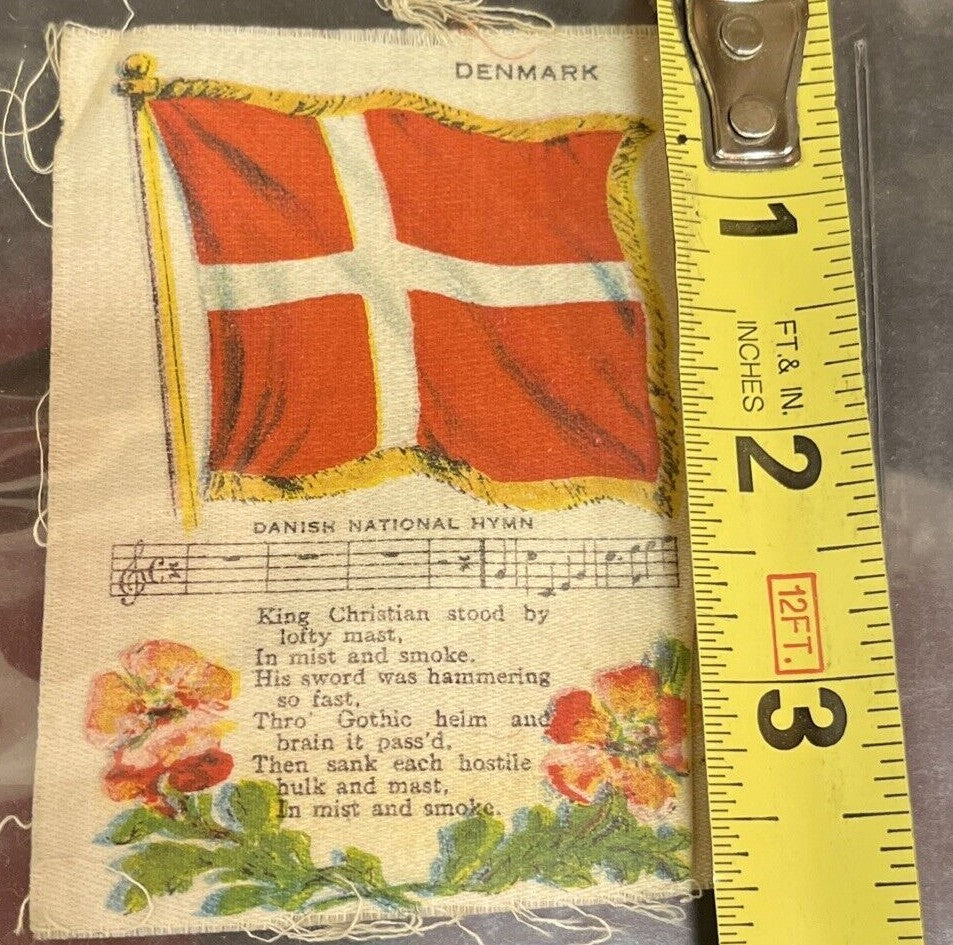 DENMARK
DANISH NATIONAL HYMN
King Christian stood by
lofty mast,
In mist and smoke.
His sword was hammering
so fast,
Thro' Gothic helm and
brain it pass'd.
Then sank each hostile
hulk and mast,
In mist and smoke.
1
FT. & IN.
INCHES
2
12FT.
3